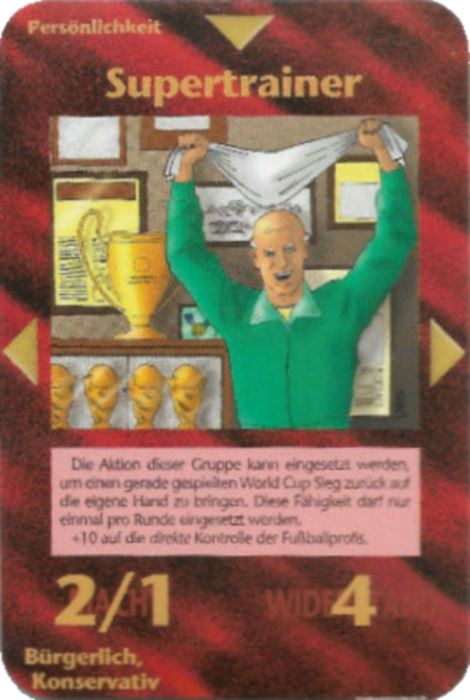 Persönlichkeit
Supertrainer
Die Aktion dieser Gruppe kann eingesetzt werden,
um einen gerade gespielten World Cup Sieg zurück auf
die eigene Hand zu bringen. Diese Fähigkeit darf nur
einmal pro Runde eingesetzt werden.
+10 auf die direkte Kontrolle der Fußballprofis.
2/1
4
Bürgerlich,
Konservativ